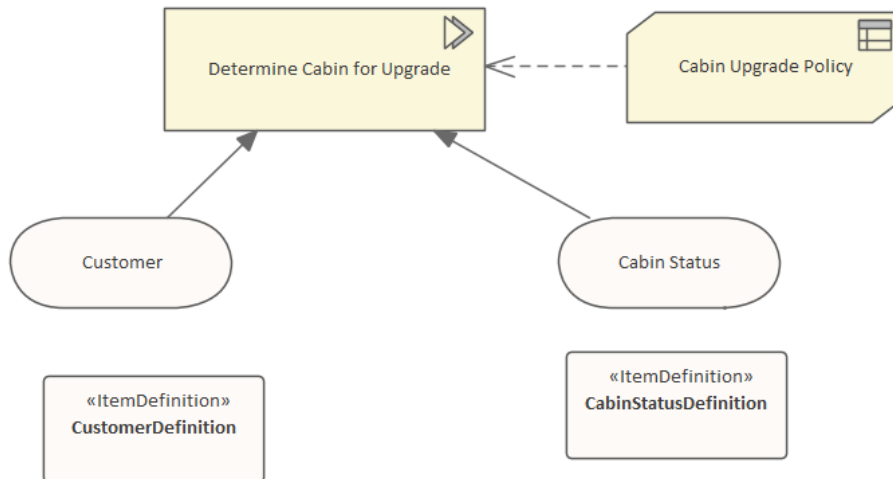 Determine Cabin for Upgrade
Cabin Upgrade Policy
Customer
Cabin Status
«ItemDefinition»
CustomerDefinition
«ItemDefinition»
CabinStatusDefinition